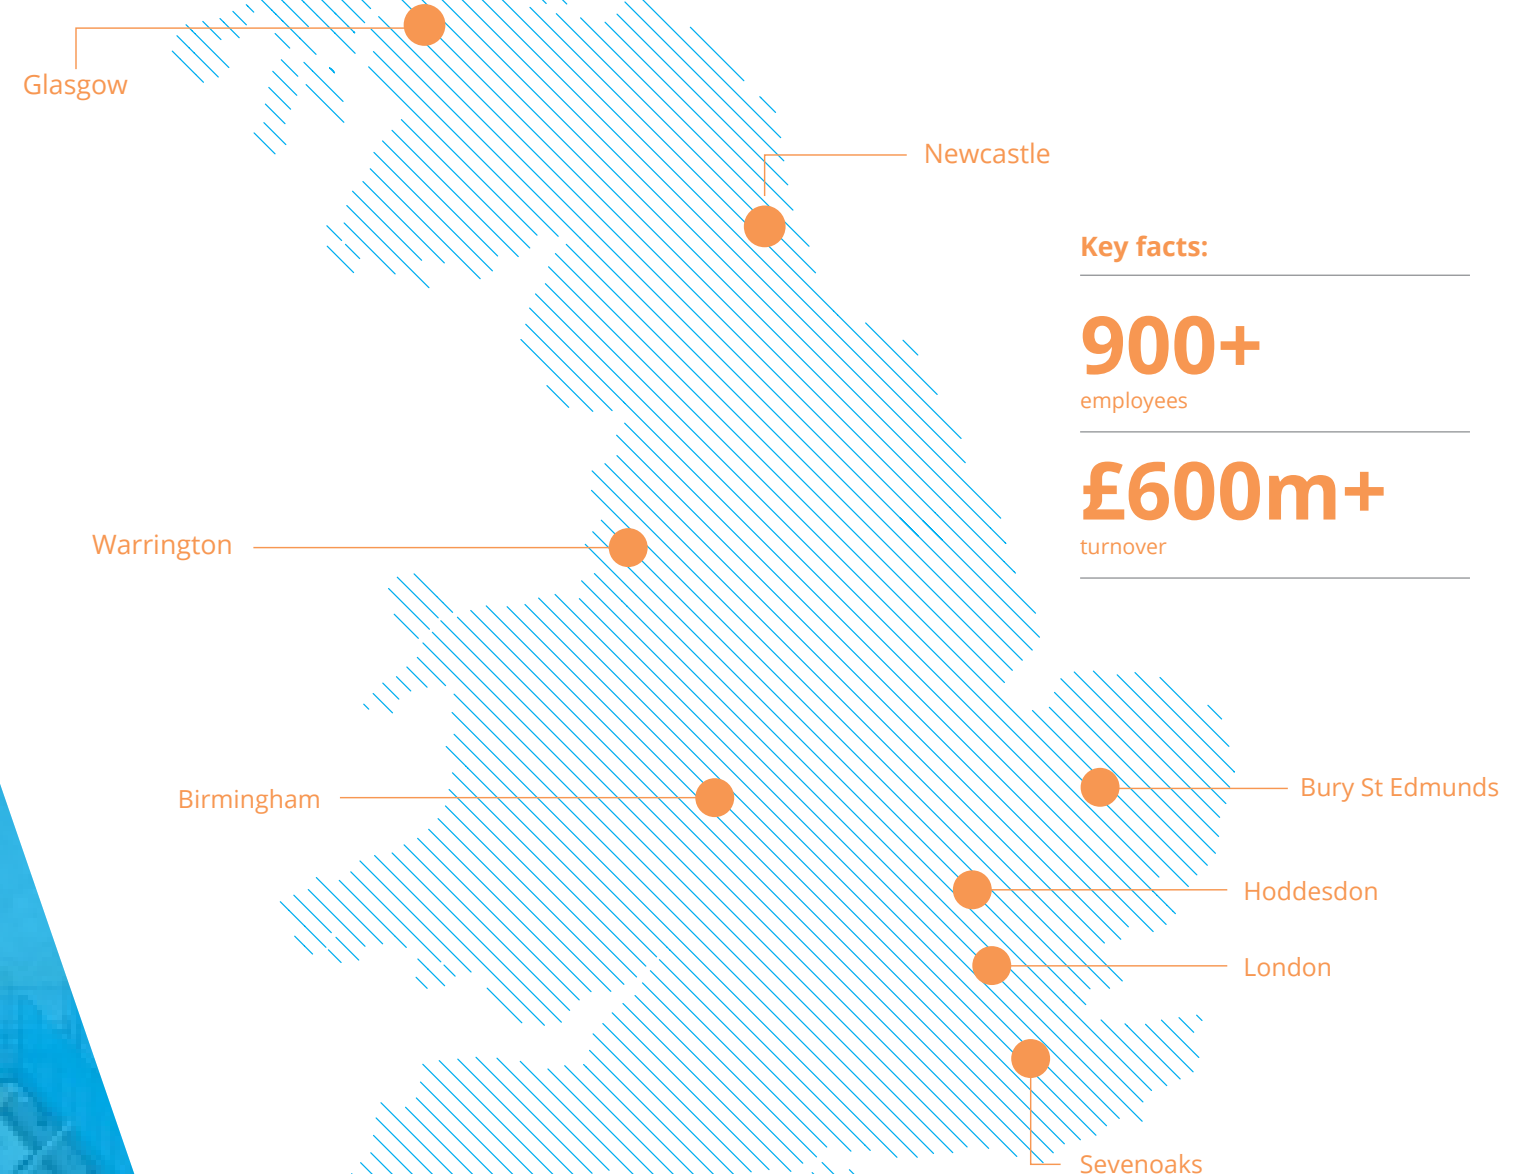 Glasgow
Newcastle
Key facts:
900+
employees
£600m+
turnover
Warrington
Birmingham
Bury St Edmunds
Hoddesdon
London
Sevenoaks